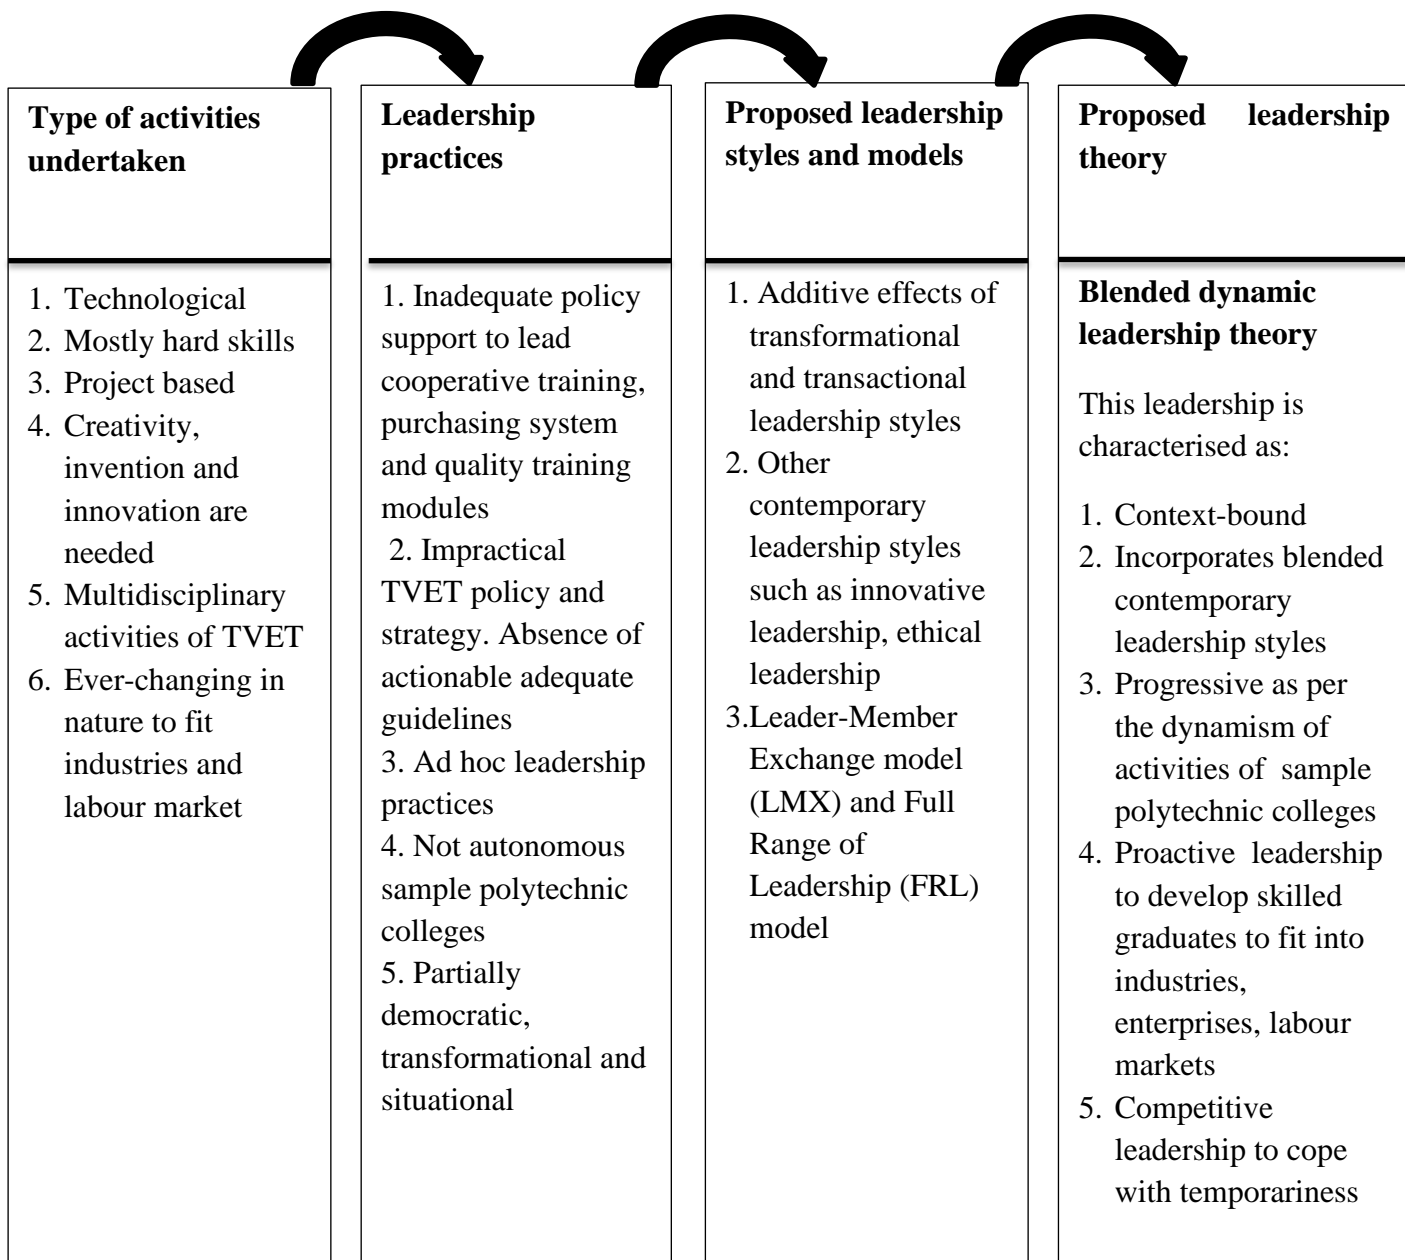 Type of activities
undertaken
1. Technological
2. Mostly hard skills
3. Project based
4. Creativity,
invention and
innovation are
needed
5. Multidisciplinary
activities of TVET
6. Ever-changing in
nature to fit
industries and
labour market
Leadership
practices
1. Inadequate policy
support to lead
cooperative training,
purchasing system
and quality training
modules
2. Impractical
TVET policy and
strategy. Absence of
actionable adequate
guidelines
3. Ad hoc leadership
practices
4. Not autonomous
sample polytechnic
colleges
5. Partially
democratic,
transformational and
situational
Proposed leadership
styles and models
1. Additive effects of
transformational
and transactional
leadership styles
2. Other
contemporary
leadership styles
such as innovative
leadership, ethical
leadership
3.Leader-Member
Exchange model
(LMX) and Full
Range of
Leadership (FRL)
model
Proposed leadership
theory
Blended dynamic
leadership theory
This leadership is
characterised as:
1. Context-bound
2. Incorporates blended
contemporary
leadership styles
3. Progressive as per
the dynamism of
activities of sample
polytechnic colleges
4. Proactive leadership
to develop skilled
graduates to fit into
industries,
enterprises, labour
markets
5. Competitive
leadership to cope
with temporariness